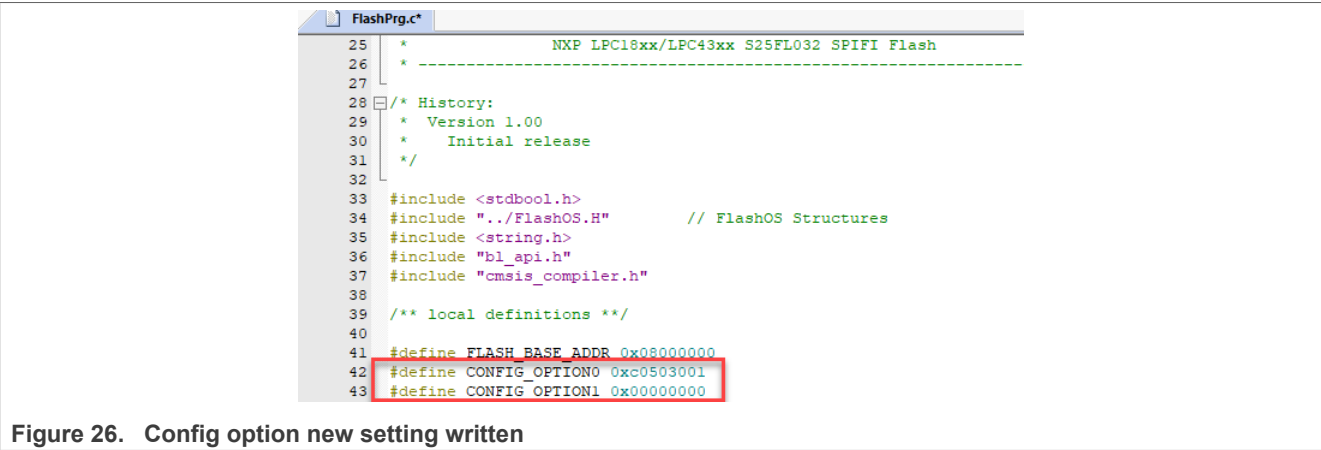 FlashPrg.c*
25 * NXP LPC18xx/LPC43xx S25FL032 SPIFI Flash
26 * ---------------------------------------------------------------
27
28 /* History:
29 * Version 1.00
30 * Initial release
31 */
32
33 #include <stdbool.h>
34 #include "../FlashOS.H" // FlashOS Structures
35 #include <string.h>
36 #include "bl_api.h"
37 #include "cmsis_compiler.h"
38
39 /** local definitions **/
40
41 #define FLASH_BASE_ADDR 0x08000000
42 #define CONFIG_OPTION0 0xc0503001
43 #define CONFIG_OPTION1 0x00000000
Figure 26. Config option new setting written